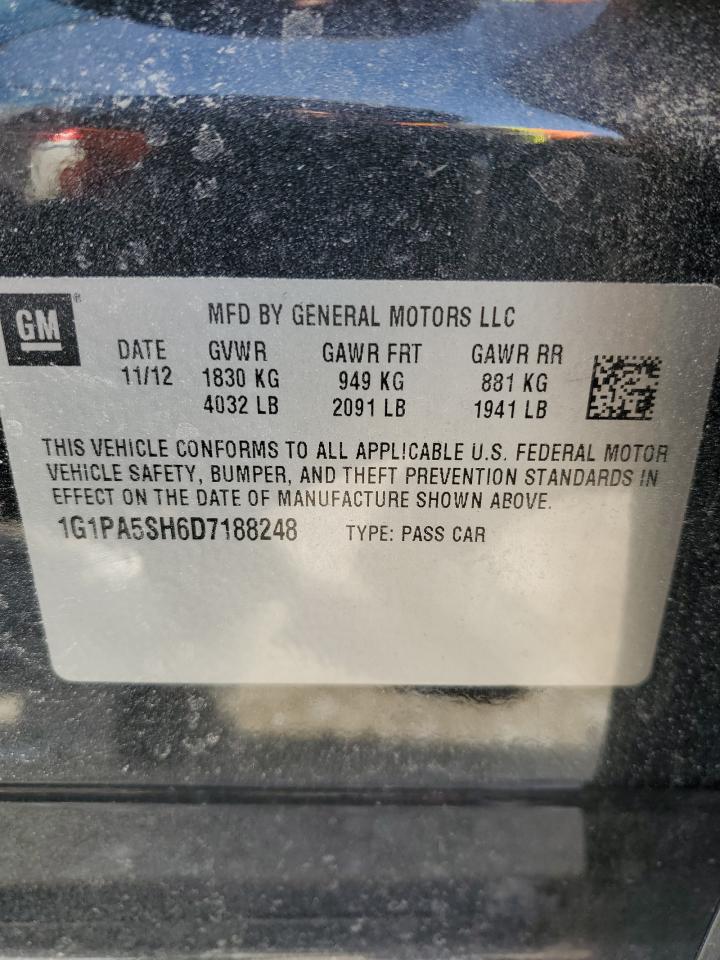 GM®
MFD BY GENERAL MOTORS LLC
DATE GVWR GAWR FRT GAWR RR
11/12 1830 KG 949 KG 881 KG
4032 LB 2091 LB 1941 LB
THIS VEHICLE CONFORMS TO ALL APPLICABLE U.S. FEDERAL MOTOR
VEHICLE SAFETY, BUMPER, AND THEFT PREVENTION STANDARDS IN
EFFECT ON THE DATE OF MANUFACTURE SHOWN ABOVE.
1G1PA5SH6D7188248 TYPE: PASS CAR